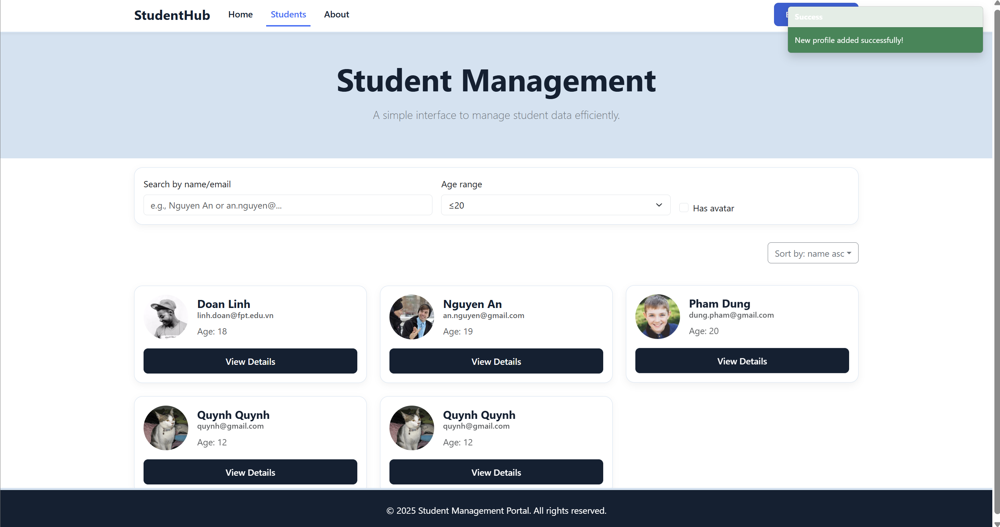 StudentHub Home Students About
Success
New profile added successfully!
Student Management
A simple interface to manage student data efficiently.
Search by name/email
e.g., Nguyen An or an.nguyen@...
Age range
≤20
Has avatar
Sort by: name asc
Doan Linh
linh.doan@fpt.edu.vn
Age: 18
View Details
Nguyen An
an.nguyen@gmail.com
Age: 19
View Details
Pham Dung
dung.pham@gmail.com
Age: 20
View Details
Quynh Quynh
quynh@gmail.com
Age: 12
View Details
Quynh Quynh
quynh@gmail.com
Age: 12
View Details
© 2025 Student Management Portal. All rights reserved.